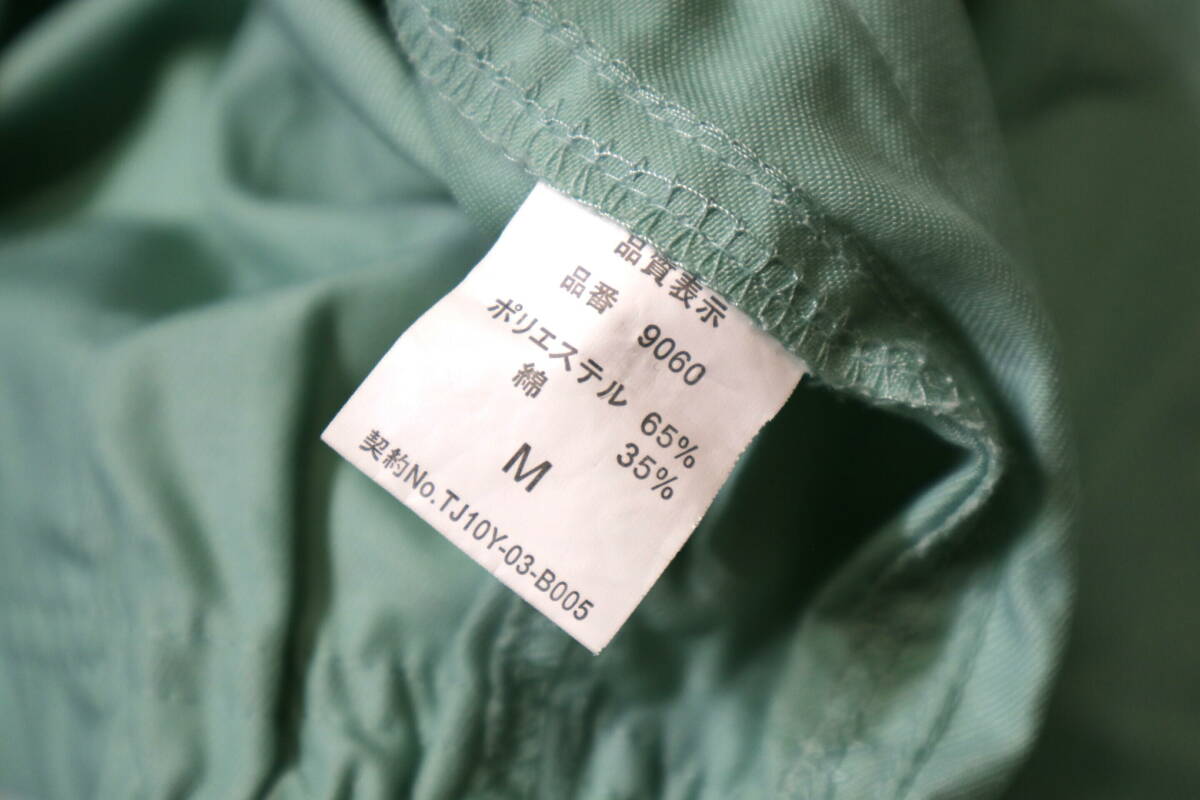 品質表示
品番 9060
ポリエステル 65%
綿 35%
M
契約No.TJ10Y-03-B005